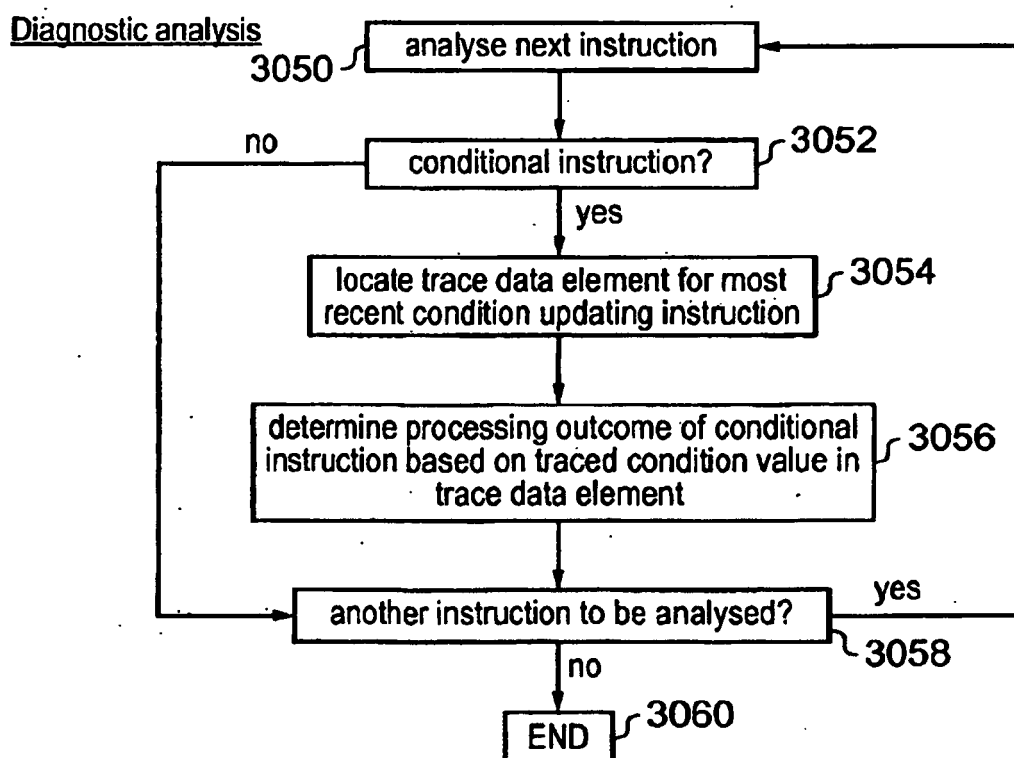 Diagnostic analysis
analyse next instruction
3050
no
conditional instruction?
3052
yes
locate trace data element for most
recent condition updating instruction
3054
determine processing outcome of conditional
instruction based on traced condition value in
trace data element
3056
another instruction to be analysed?
yes
3058
no
END
3060